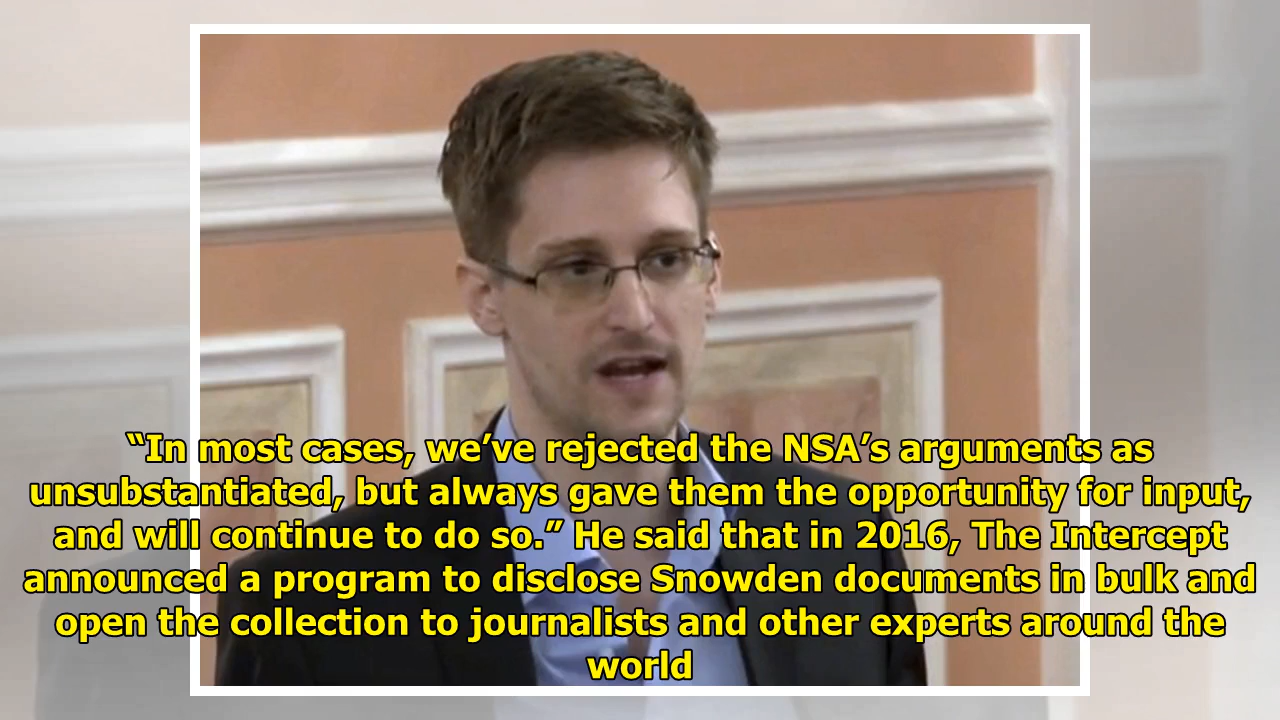 “In most cases, we’ve rejected the NSA’s arguments as
unsubstantiated, but always gave them the opportunity for input,
and will continue to do so.” He said that in 2016, The Intercept
announced a program to disclose Snowden documents in bulk and
open the collection to journalists and other experts around the
world